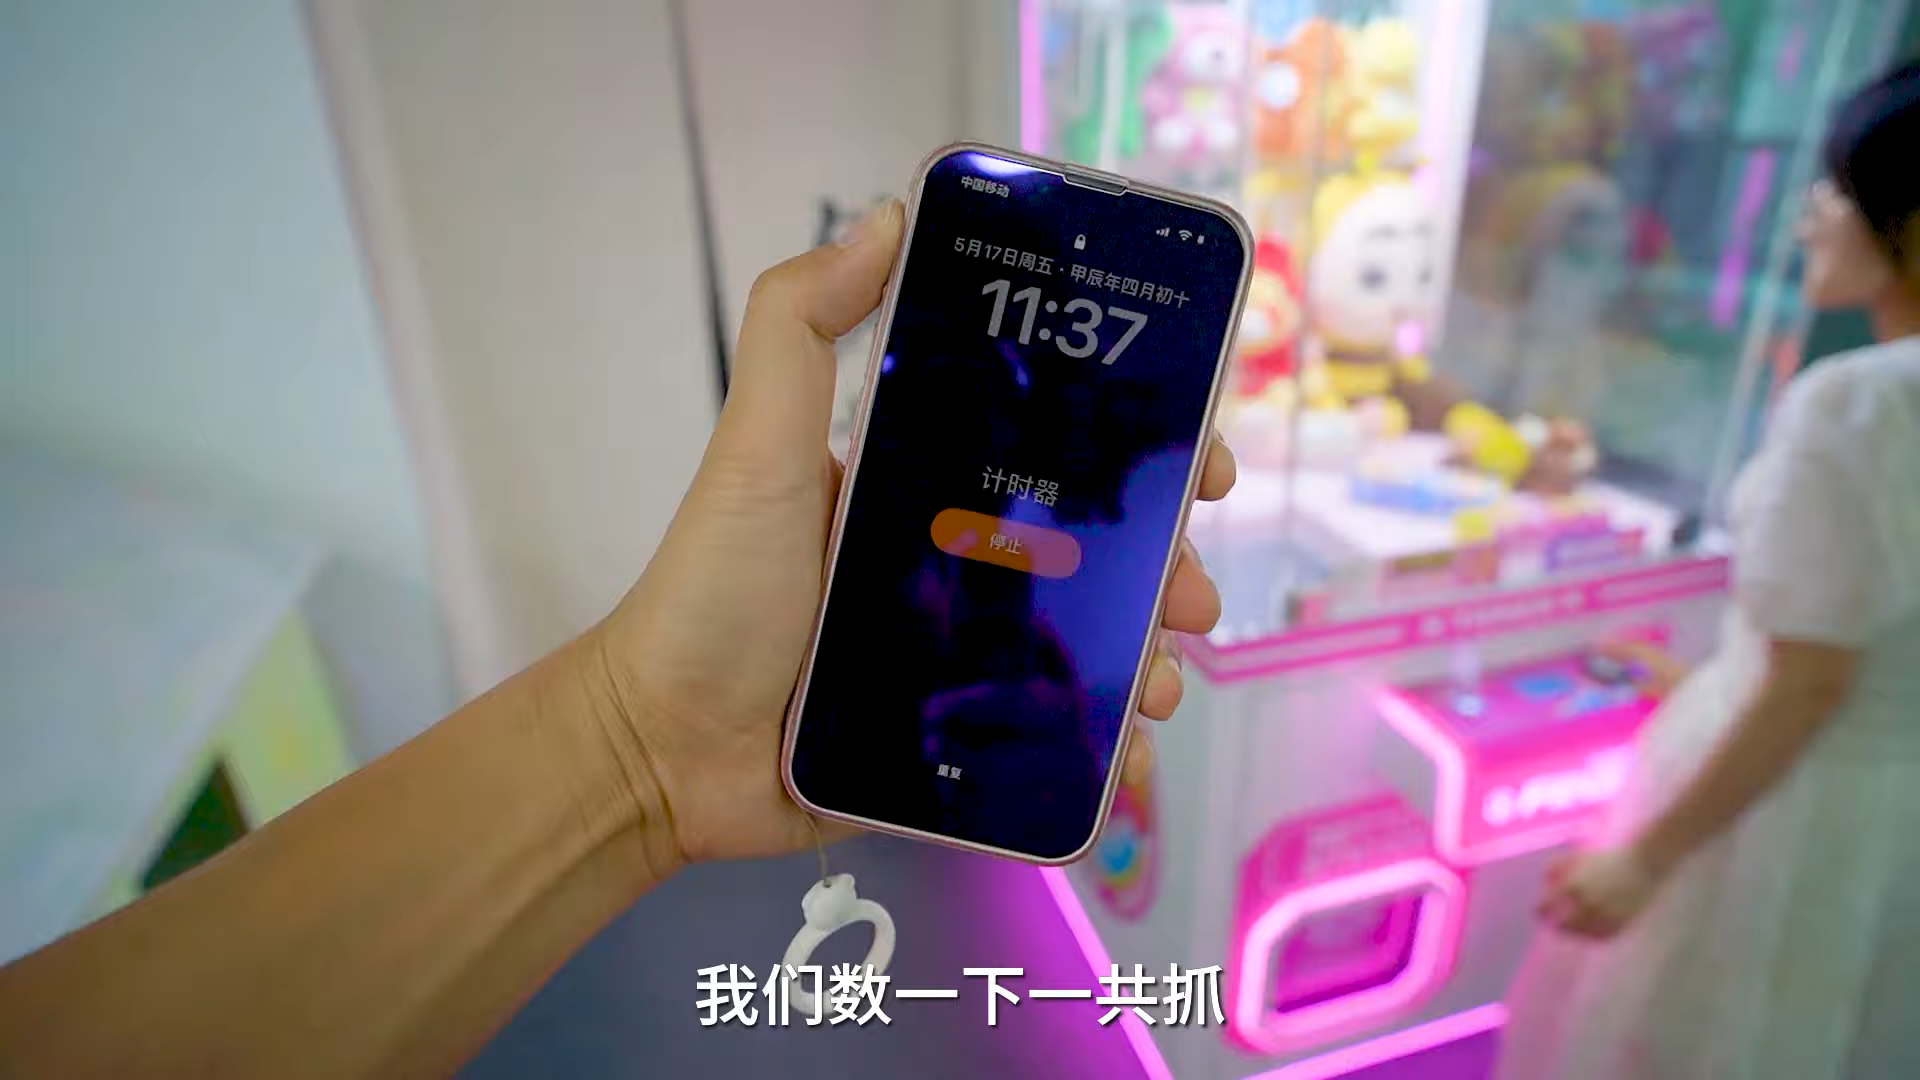 中国移动
5月17日周五·甲辰年四月初十
11:37
计时器
停止
重复
我们数一下一共抓